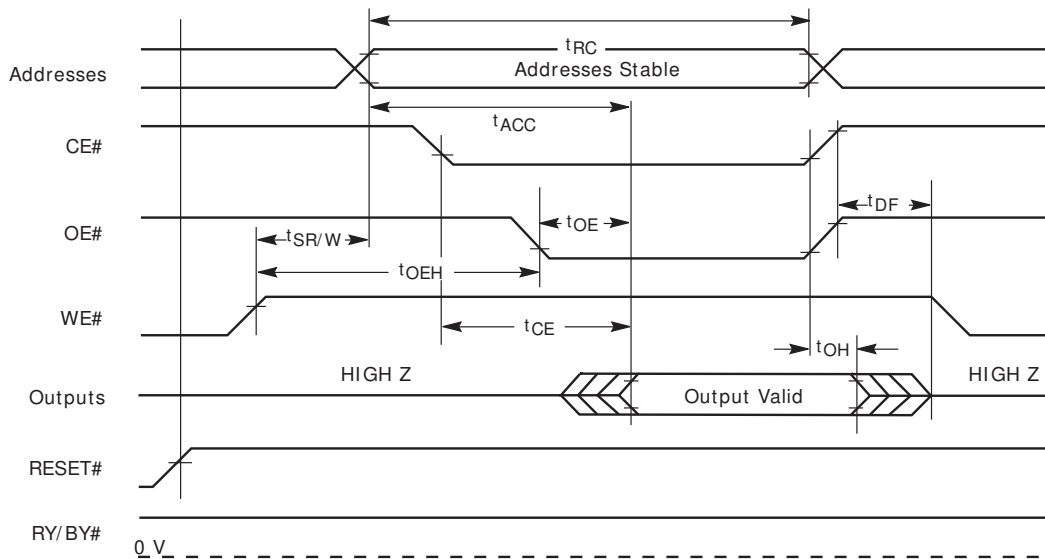 tRC
Addresses
Addresses Stable
tACC
CE#
tDF
OE#
tOE
tSR/W
tOEH
WE#
tCE
tOH
HIGH Z
HIGH Z
Outputs
Output Valid
RESET#
RY/BY#
0 V